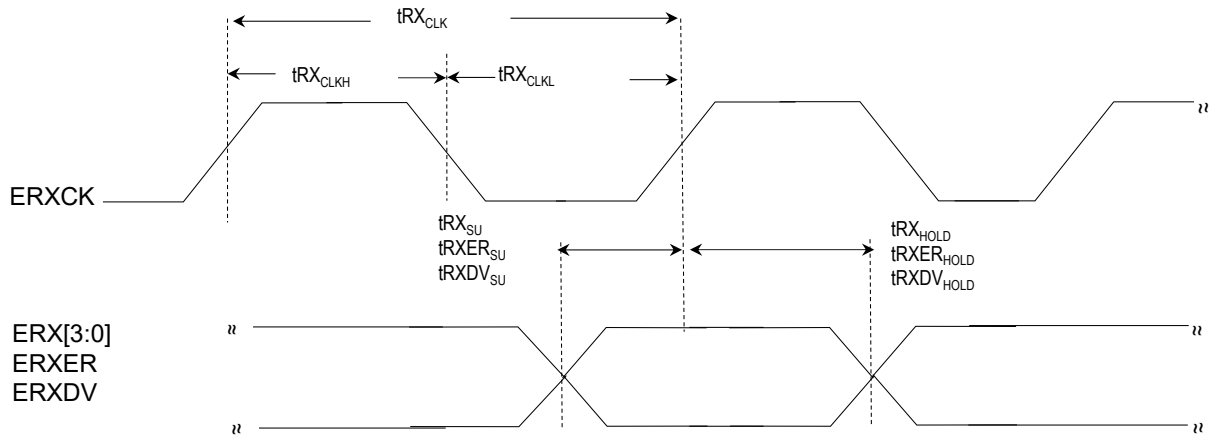 tRXCLK
tRXCLKH
tRXCLKL
ERXCK
tRXSU
tRXERSU
tRXDVSU
tRXHOLD
tRXERHOLD
tRXDVHOLD
ERX[3:0]
ERXER
ERXDV